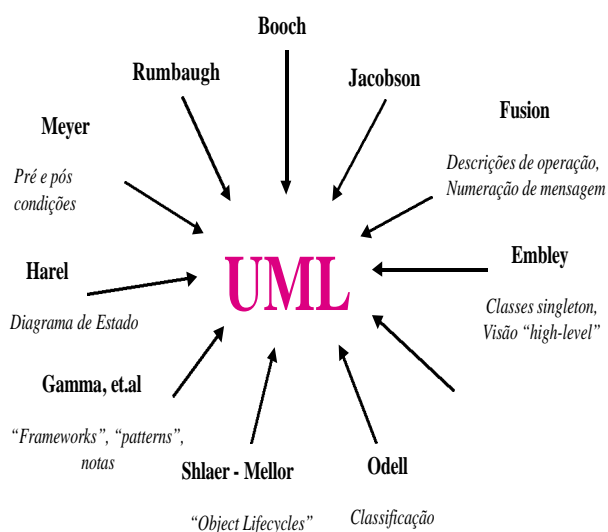 Booch
Rumbaugh
Jacobson
Meyer
Fusion
Pré e pós
condições
Descrições de operação,
Numeração de mensagem
UML
Harel
Embley
Diagrama de Estado
Classes singleton,
Visão “high-level”
Gamma, et.al
“Frameworks”, “patterns”,
notas
Shlaer - Mellor
Odell
“Object Lifecycles”
Classificação